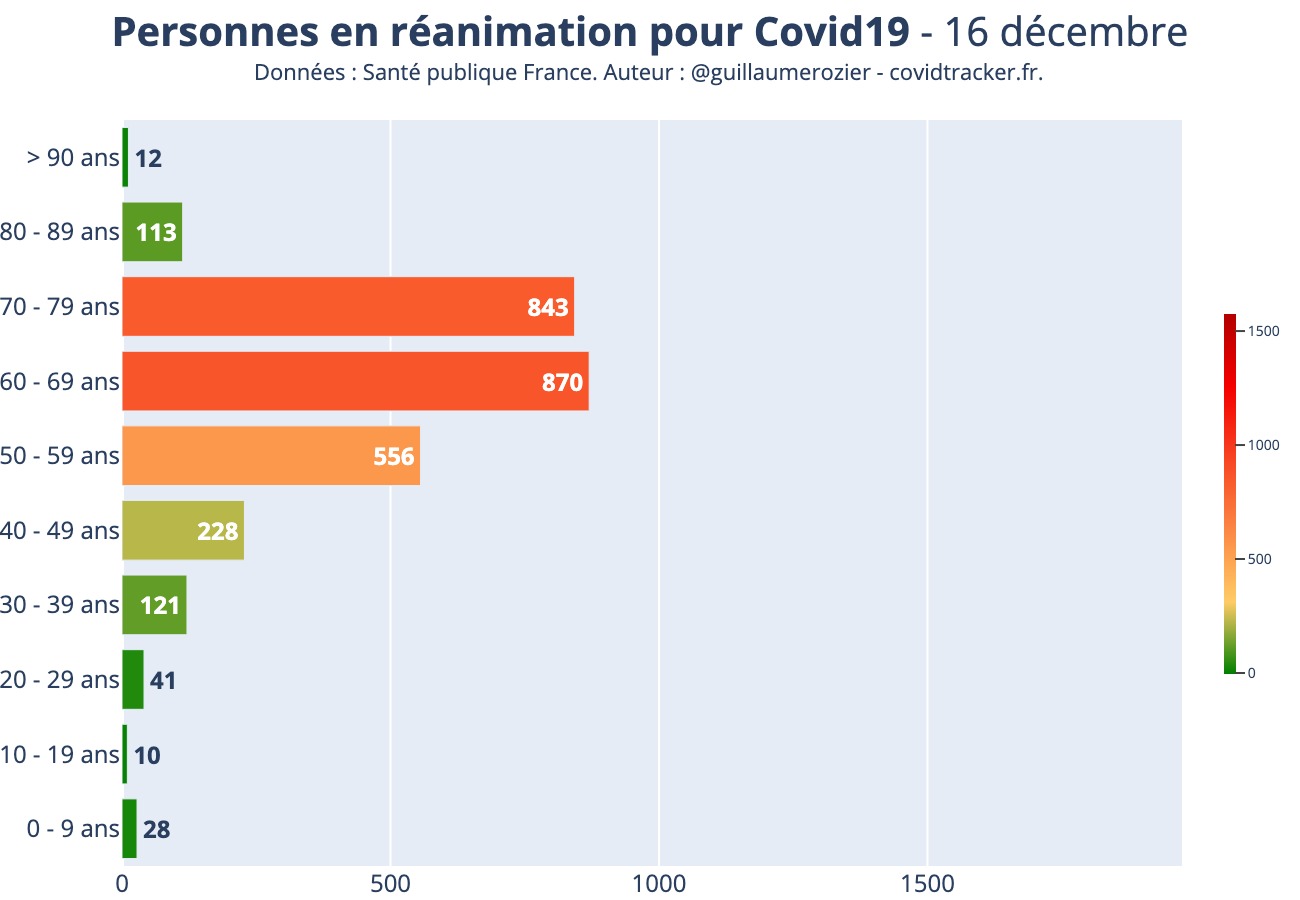 Personnes en réanimation pour Covid19 - 16 décembre
Données : Santé publique France. Auteur : @guillaumerozier - covidtracker.fr.
> 90 ans 12
80 - 89 ans 113
70 - 79 ans 843
60 - 69 ans 870
50 - 59 ans 556
40 - 49 ans 228
30 - 39 ans 121
20 - 29 ans 41
10 - 19 ans 10
0 - 9 ans 28
0 500 1000 1500
1500
1000
500
0